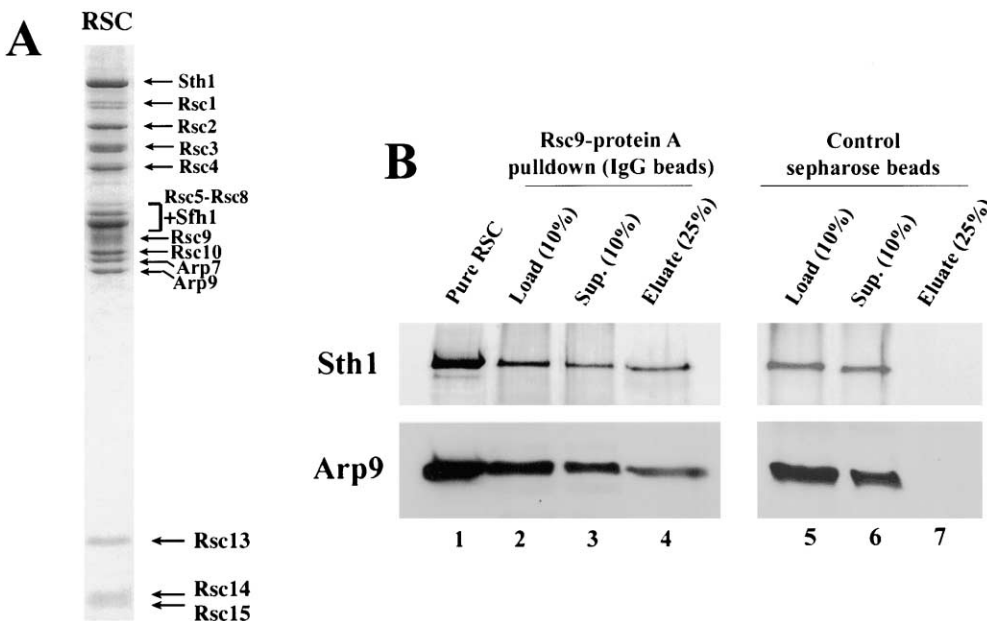 A
RSC
Sth1
Rsc1
Rsc2
Rsc3
Rsc4
Rsc5-Rsc8
+Sfh1
Rsc9
Rsc10
Arp7
Arp9
Rsc13
Rsc14
Rsc15
B
Rsc9-protein A
pulldown (IgG beads)
Control
sepharose beads
Pure RSC
Load (10%)
Sup. (10%)
Eluate (25%)
Load (10%)
Sup. (10%)
Eluate (25%)
Sth1
Arp9
1 2 3 4 5 6 7